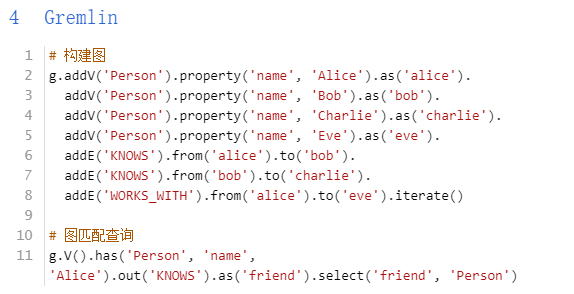 4 Gremlin
1 # 构建图
2 g.addV('Person').property('name', 'Alice').as('alice').
3 addV('Person').property('name', 'Bob').as('bob').
4 addV('Person').property('name', 'Charlie').as('charlie').
5 addV('Person').property('name', 'Eve').as('eve').
6 addE('KNOWS').from('alice').to('bob').
7 addE('KNOWS').from('bob').to('charlie').
8 addE('WORKS_WITH').from('alice').to('eve').iterate()
9
10 # 图匹配查询
11 g.V().has('Person', 'name',
'Alice').out('KNOWS').as('friend').select('friend', 'Person')